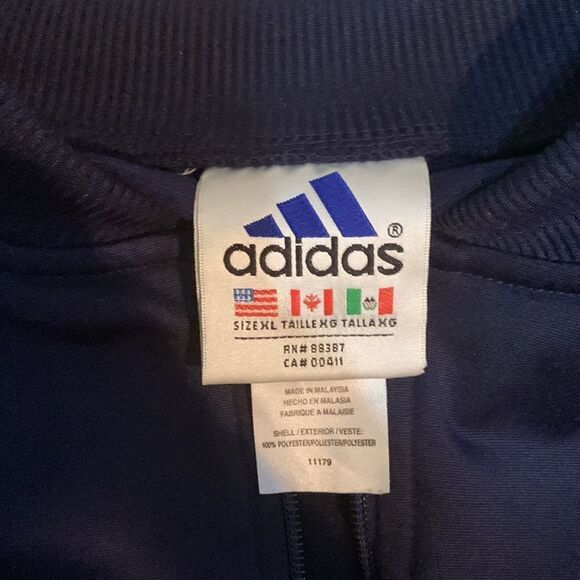 adidas®
SIZE XL TAILLE XG TALLA XG
RN# 88387
CA# 00411
MADE IN MALAYSIA
HECHO EN MALASIA
FABRIQUE A MALAISIE
SHELL/EXTERIOR/VESTE:
100% POLYESTER/POLIESTER/POLYESTER
11179